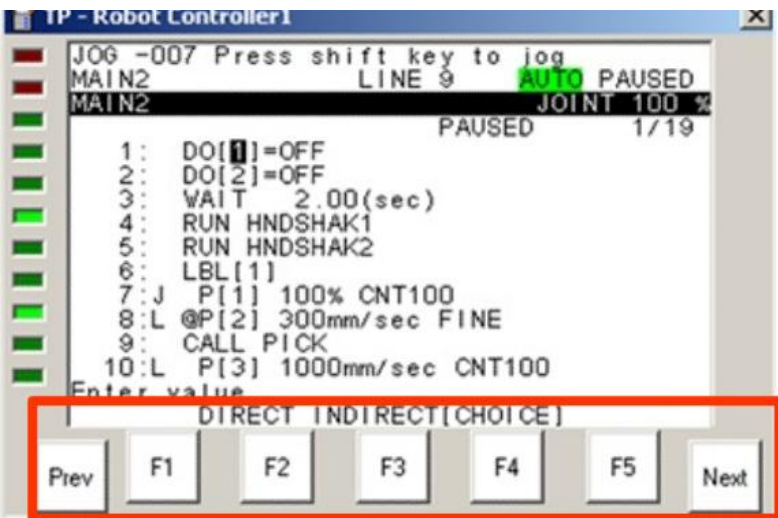 TP - Robot Controller1
JOG -007 Press shift key to jog
MAIN2 LINE 9 AUTO PAUSED
MAIN2 JOINT 100 %
PAUSED 1/19
1: DO[1]=OFF
2: DO[2]=OFF
3: WAIT 2.00(sec)
4: RUN HNDSHAK1
5: RUN HNDSHAK2
6: LBL[1]
7:J P[1] 100% CNT100
8:L @P[2] 300mm/sec FINE
9: CALL PICK
10:L P[3] 1000mm/sec CNT100
Enter value
DIRECT INDIRECT[CHOICE]
Prev F1 F2 F3 F4 F5 Next